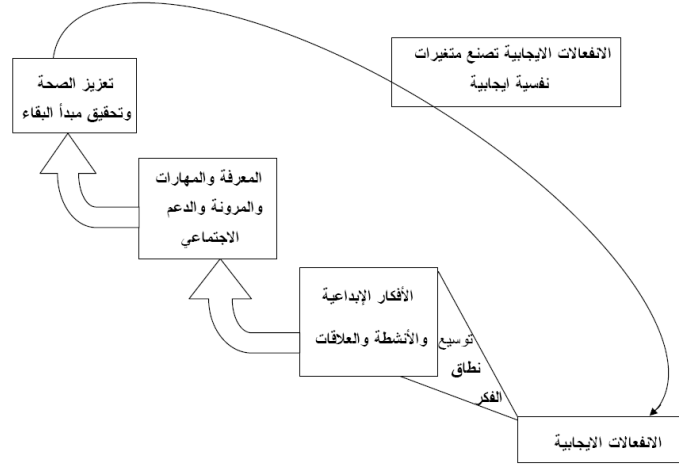 الانفعالات الايجابية تصنع متغيرات
نفسية ايجابية
تعزيز الصحة
وتحقيق مبدأ البقاء
المعرفة والمهارات
والمرونة والدعم
الاجتماعي
الأفكار الإبداعية
والأنشطة والعلاقات
توسيع
نطاق
الفكر
الانفعالات الايجابية